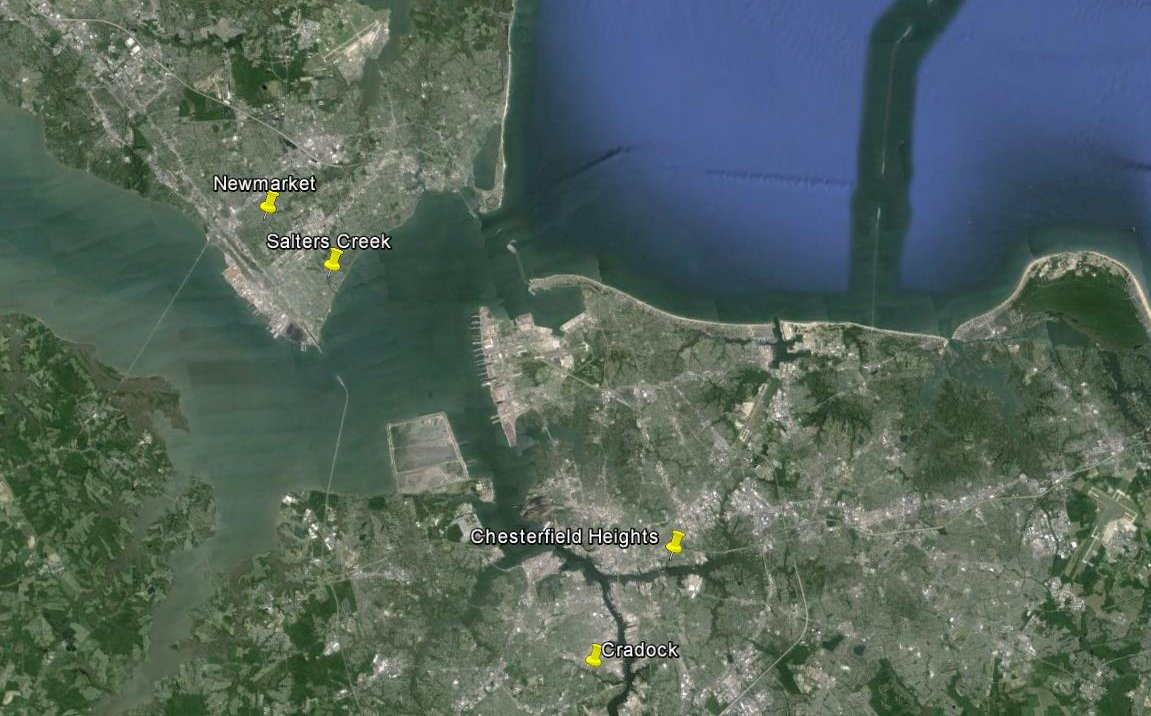 Newmarket
Salters Creek
Chesterfield Heights
Cradock